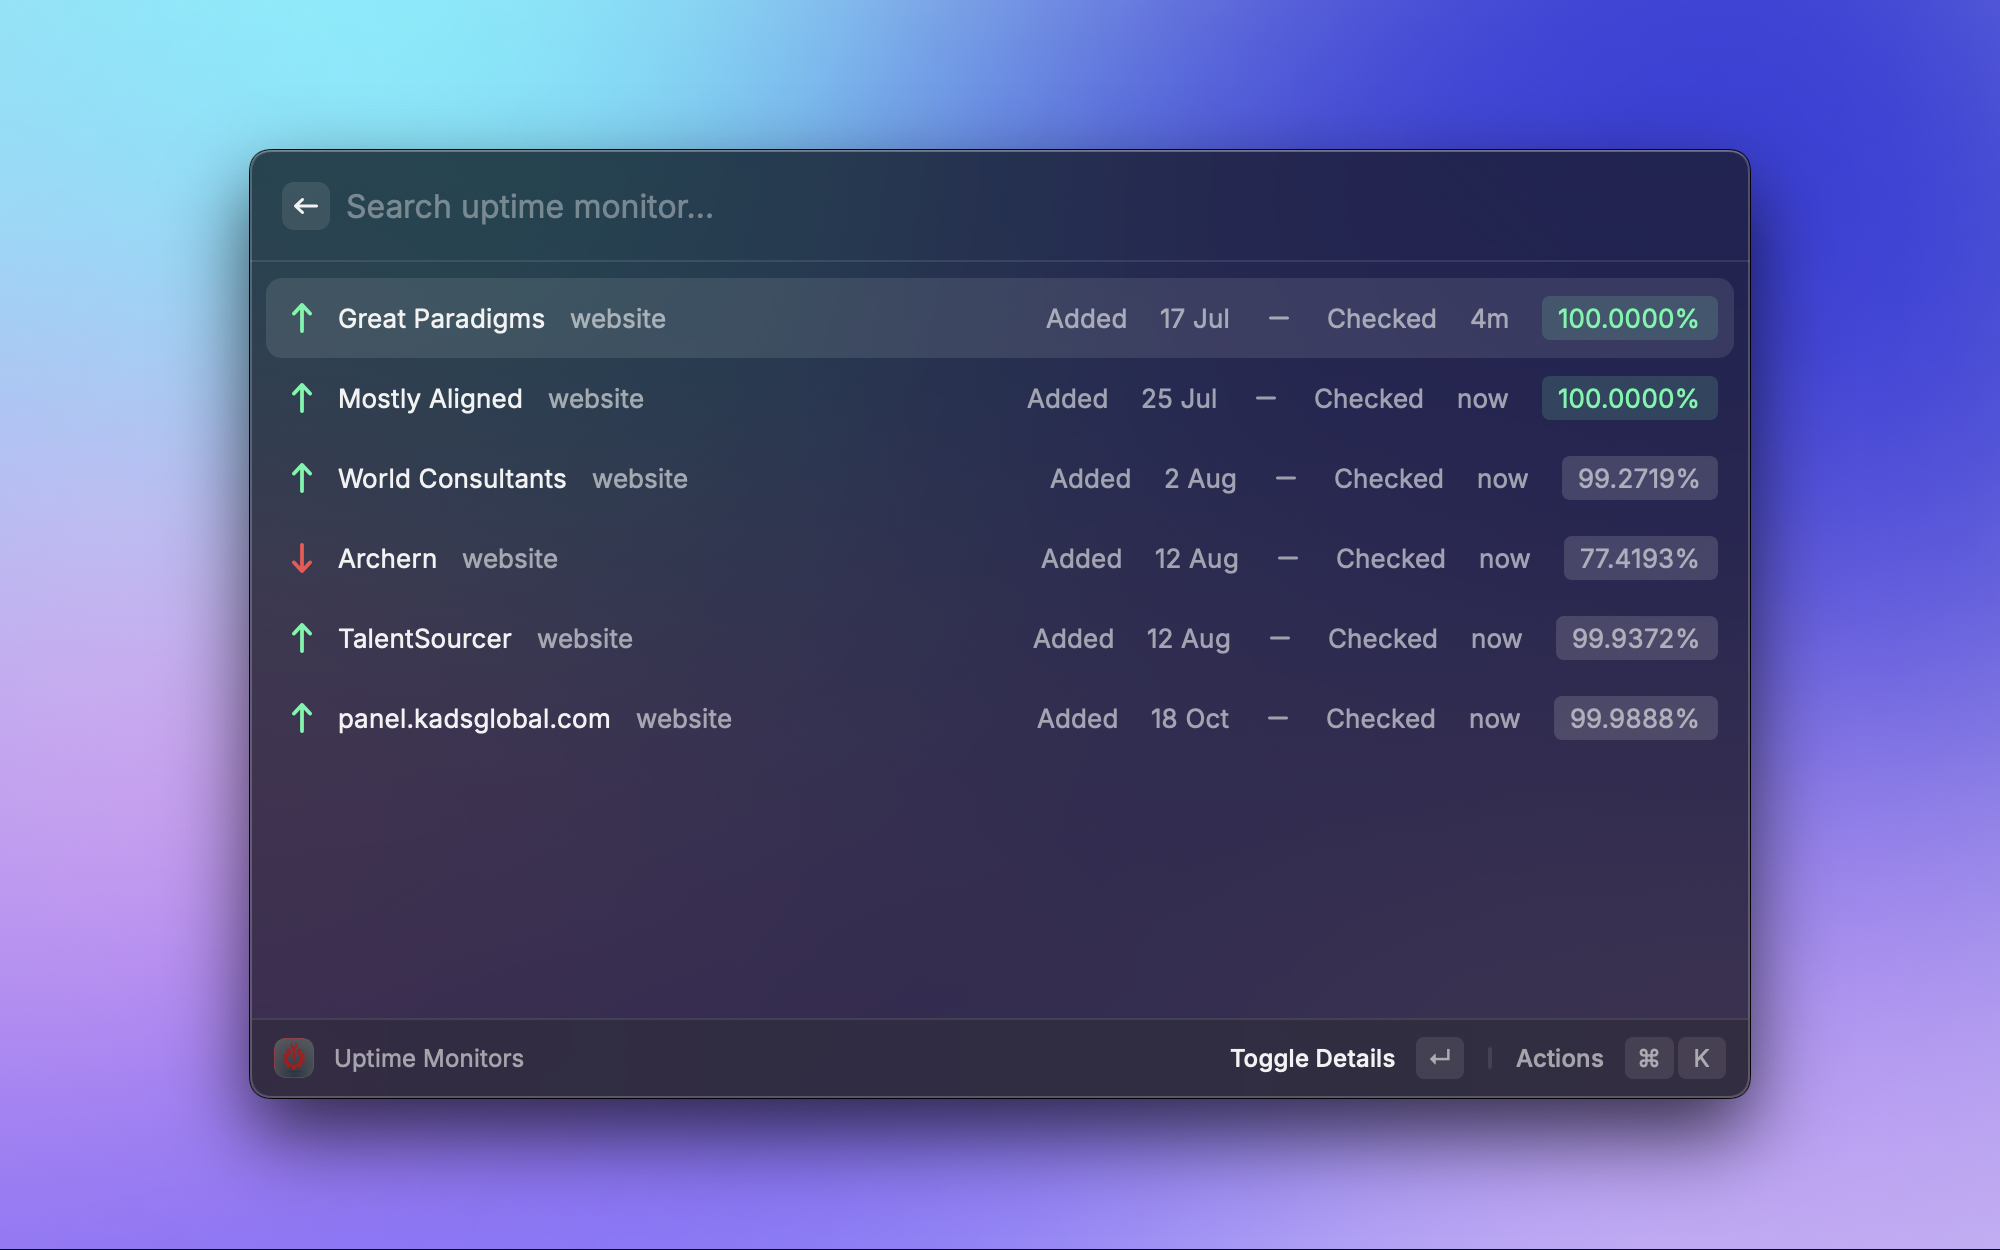 Search uptime monitor...
Great Paradigms website Added 17 Jul — Checked 4m 100.0000%
Mostly Aligned website Added 25 Jul — Checked now 100.0000%
World Consultants website Added 2 Aug — Checked now 99.2719%
Archern website Added 12 Aug — Checked now 77.4193%
TalentSourcer website Added 12 Aug — Checked now 99.9372%
panel.kadsglobal.com website Added 18 Oct — Checked now 99.9888%
Uptime Monitors Toggle Details ↵ Actions ⌘ K